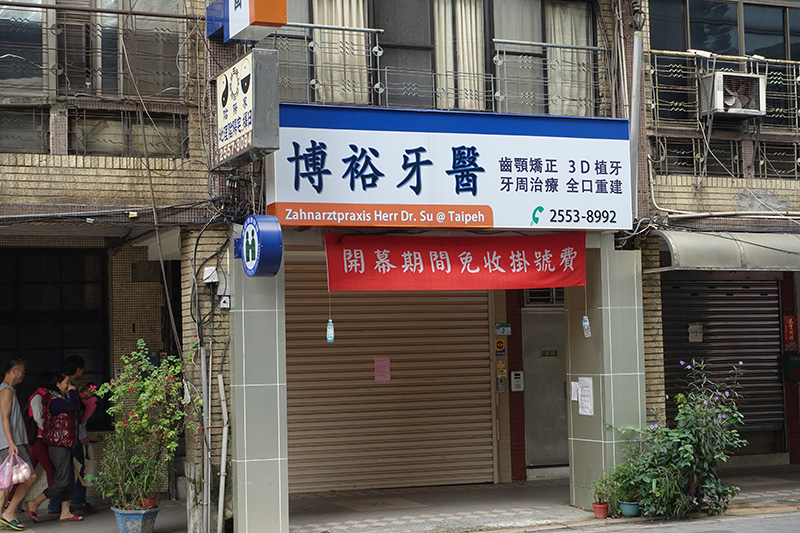 博裕牙醫
齒顎矯正 3D植牙
牙周治療 全口重建
Zahnarztpraxis Herr Dr. Su @ Taipeh
2553-8992
開幕期間免收掛號費